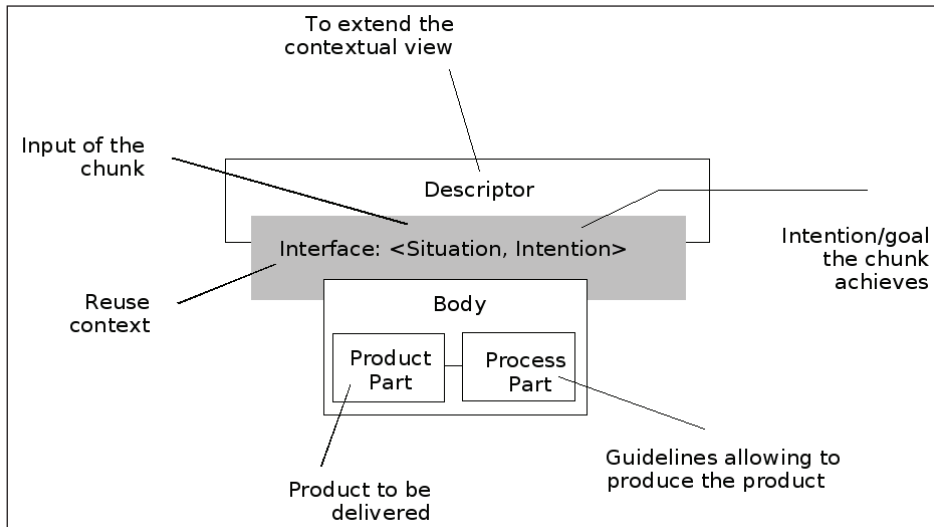 To extend the
contextual view
Input of the
chunk
Descriptor
Interface: <Situation, Intention>
Intention/goal
the chunk
achieves
Reuse
context
Body
Product
Part
Process
Part
Guidelines allowing to
produce the product
Product to be
delivered